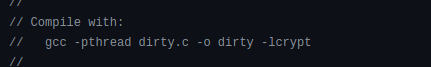 //
// Compile with:
//   gcc -pthread dirty.c -o dirty -lcrypt
//